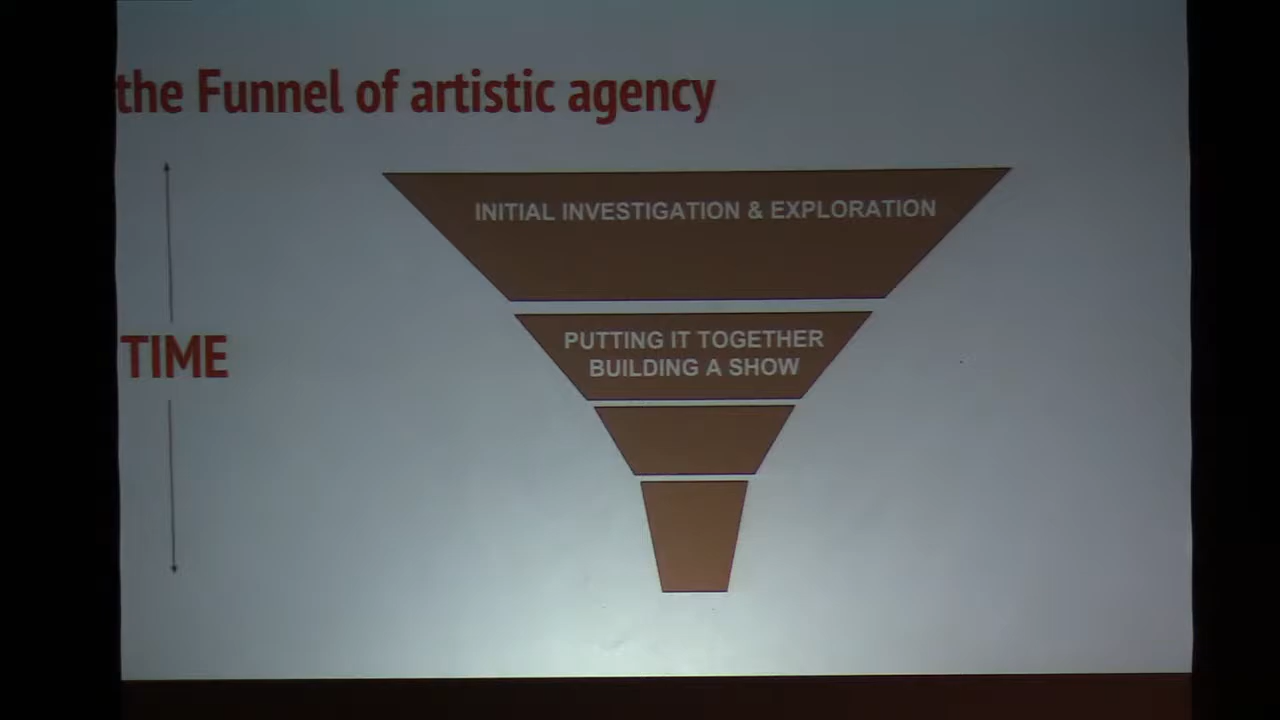 the Funnel of artistic agency
INITIAL INVESTIGATION & EXPLORATION
PUTTING IT TOGETHER
BUILDING A SHOW
TIME